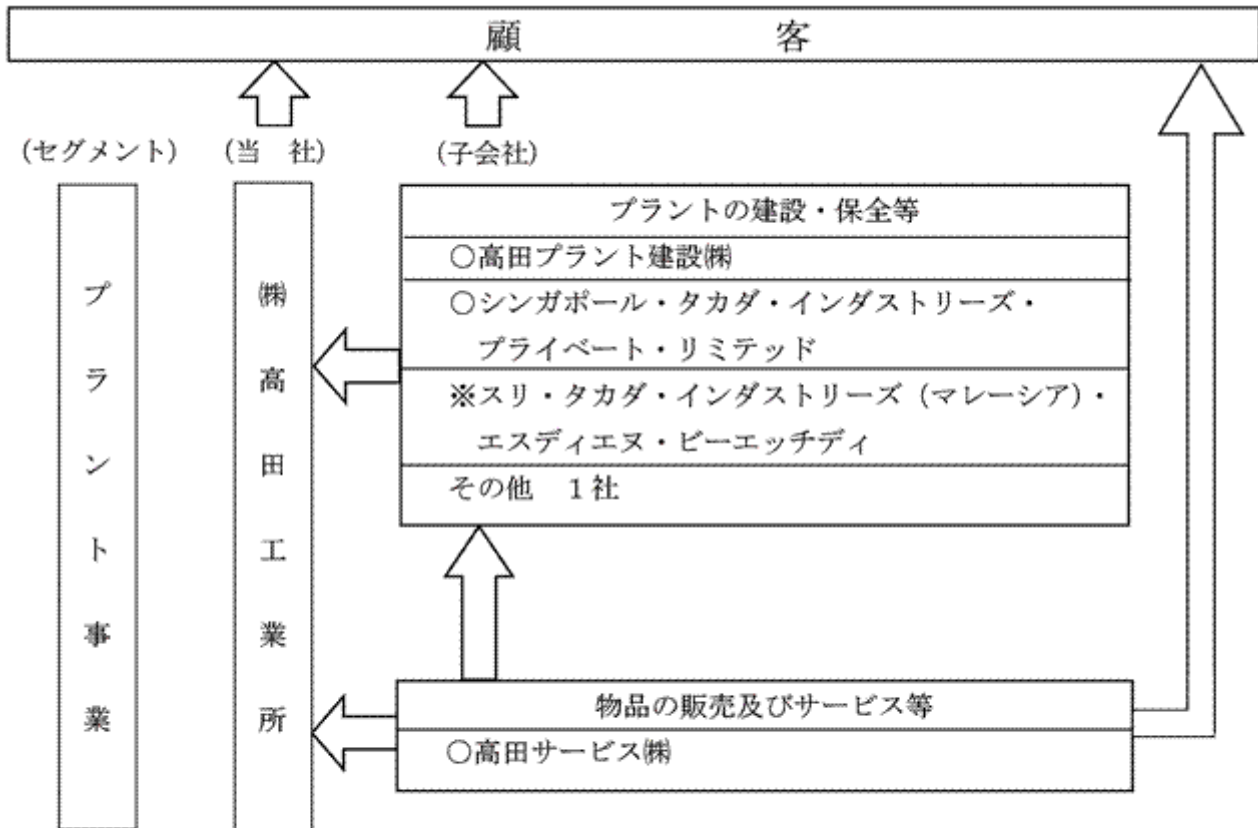 顧客
(セグメント) (当 社) (子会社)
プラント事業
㈱高田工業所
プラントの建設・保全等
○高田プラント建設㈱
○シンガポール・タカダ・インダストリーズ・
プライベート・リミテッド
※スリ・タカダ・インダストリーズ (マレーシア)・
エスディエヌ・ビーエッチディ
その他 1社
物品の販売及びサービス等
○高田サービス㈱